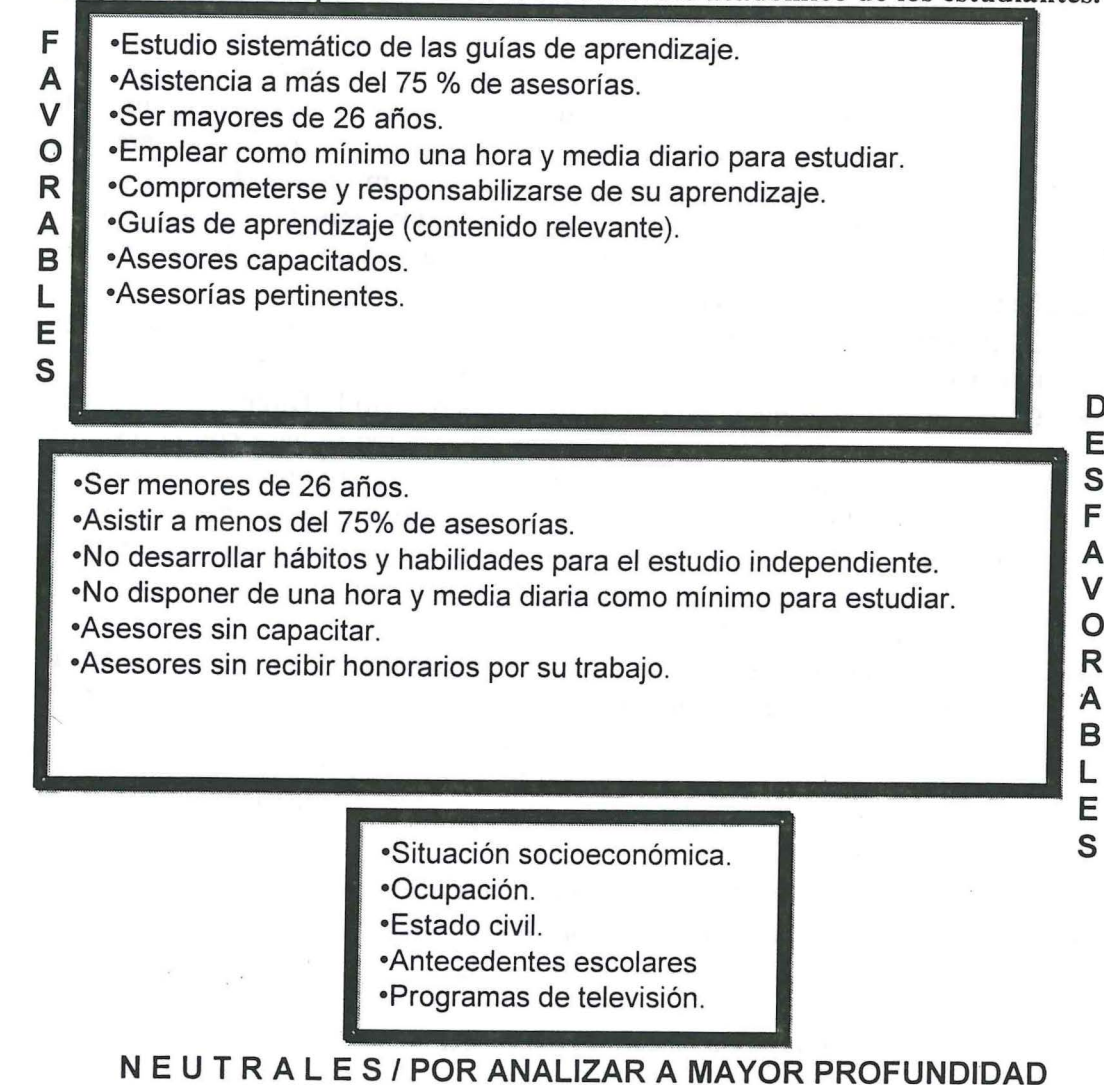 de los estudiantes.
FAVORABLES
•Estudio sistemático de las guías de aprendizaje.
•Asistencia a más del 75 % de asesorías.
•Ser mayores de 26 años.
•Emplear como mínimo una hora y media diario para estudiar.
•Comprometerse y responsabilizarse de su aprendizaje.
•Guías de aprendizaje (contenido relevante).
•Asesores capacitados.
•Asesorías pertinentes.
DESFAVORABLES
•Ser menores de 26 años.
•Asistir a menos del 75% de asesorías.
•No desarrollar hábitos y habilidades para el estudio independiente.
•No disponer de una hora y media diaria como mínimo para estudiar.
•Asesores sin capacitar.
•Asesores sin recibir honorarios por su trabajo.
•Situación socioeconómica.
•Ocupación.
•Estado civil.
•Antecedentes escolares
•Programas de televisión.
N E U T R A L E S / POR ANALIZAR A MAYOR PROFUNDIDAD